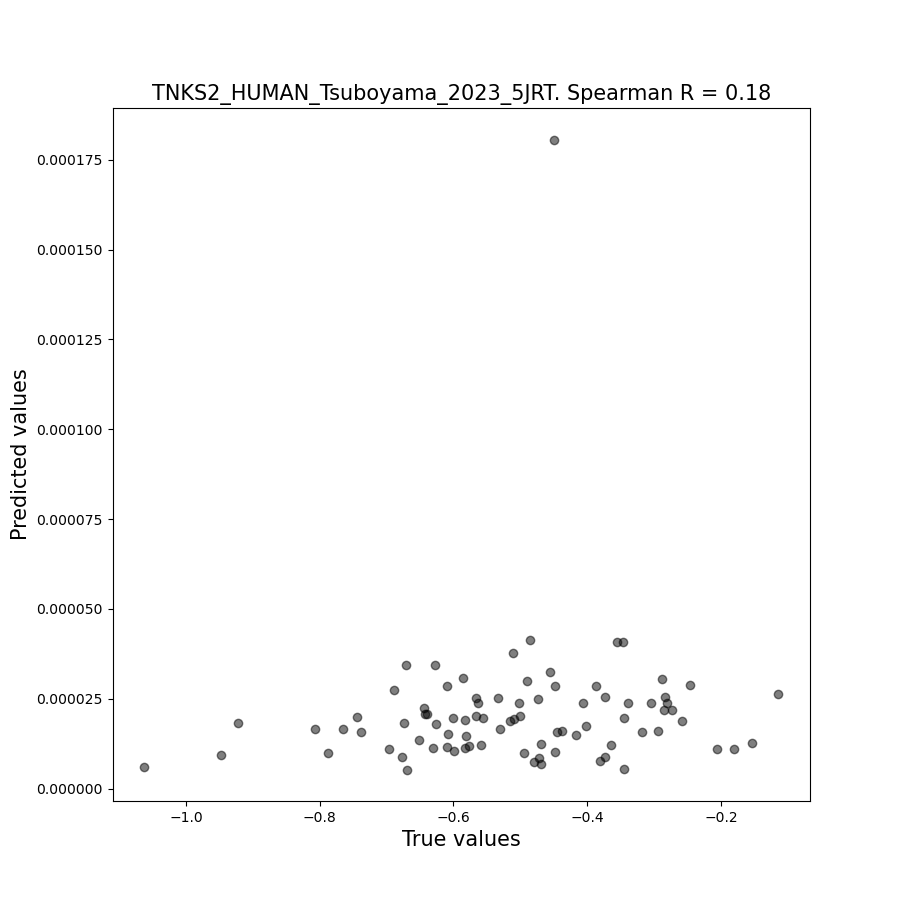 TNKS2_HUMAN_Tsuboyama_2023_5JRT. Spearman R = 0.18
0.000175
0.000150
0.000125
0.000100
0.000075
0.000050
0.000025
0.000000
Predicted values
−1.0 −0.8 −0.6 −0.4 −0.2
True values